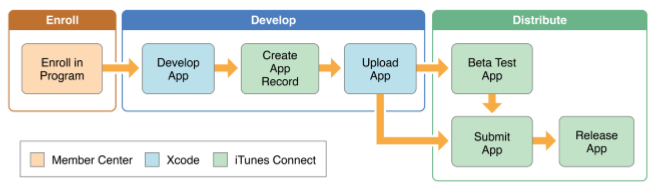 Enroll
Develop
Distribute
Enroll in
Program
Develop
App
Create
App
Record
Upload
App
Beta Test
App
Submit
App
Release
App
Member Center
Xcode
iTunes Connect